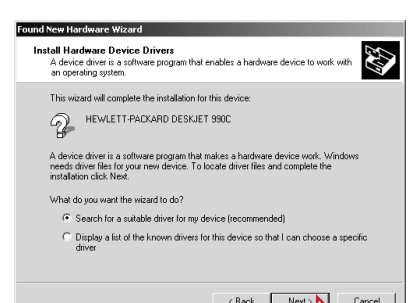 Found New Hardware Wizard
Install Hardware Device Drivers
A device driver is a software program that enables a hardware device to work with
an operating system.
This wizard will complete the installation for this device:
HEWLETT-PACKARD DESKJET 990C
A device driver is a software program that makes a hardware device work. Windows
needs driver files for your new device. To locate driver files and complete the
installation click Next.
What do you want the wizard to do?
Search for a suitable driver for my device (recommended)
Display a list of the known drivers for this device so that I can choose a specific
driver
< Back Next > Cancel